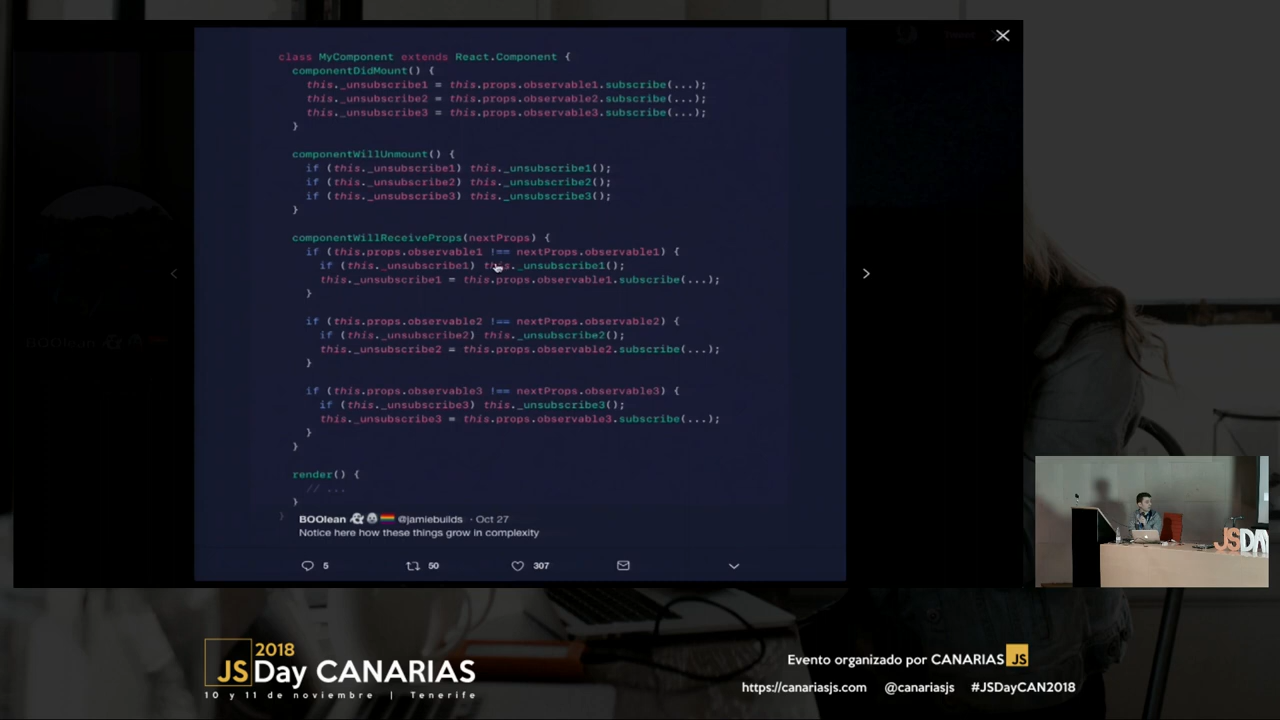 class MyComponent extends React.Component {
componentDidMount() {
this._unsubscribe1 = this.props.observable1.subscribe(...);
this._unsubscribe2 = this.props.observable2.subscribe(...);
this._unsubscribe3 = this.props.observable3.subscribe(...);
}
componentWillUnmount() {
if (this._unsubscribe1) this._unsubscribe1();
if (this._unsubscribe2) this._unsubscribe2();
if (this._unsubscribe3) this._unsubscribe3();
}
componentWillReceiveProps(nextProps) {
if (this.props.observable1 !== nextProps.observable1) {
if (this._unsubscribe1) this._unsubscribe1();
this._unsubscribe1 = this.props.observable1.subscribe(...);
}
if (this.props.observable2 !== nextProps.observable2) {
if (this._unsubscribe2) this._unsubscribe2();
this._unsubscribe2 = this.props.observable2.subscribe(...);
}
if (this.props.observable3 !== nextProps.observable3) {
if (this._unsubscribe3) this._unsubscribe3();
this._unsubscribe3 = this.props.observable3.subscribe(...);
}
}
render() {
// ...
}
}
BOOlean @jamiebuilds · Oct 27
Notice here how these things grow in complexity
5 50 307
BOOlean
JSDAY
2018
JSDay CANARIAS
10 y 11 de noviembre | Tenerife
Evento organizado por CANARIAS JS
https://canariasjs.com @canariasjs #JSDayCAN2018